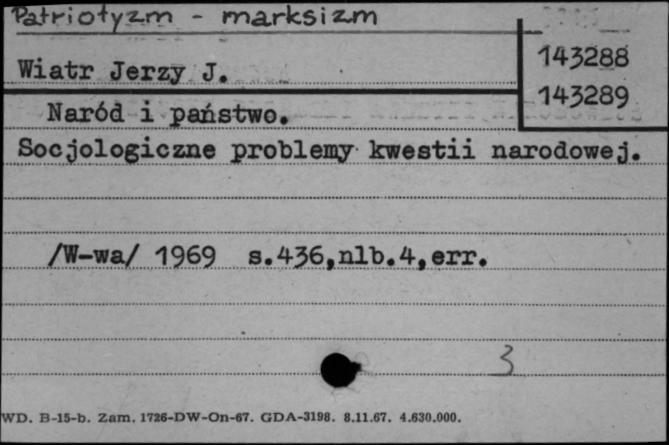 Patriotyzm - marksizm
Wiatr Jerzy J.
143288
143289
Naród i państwo.
Socjologiczne problemy kwestii narodowej.
/W-wa/ 1969 s.436,nlb.4,err.
3
WD. B-15-b. Zam. 1726-DW-On-67. GDA-3198. 8.11.67. 4.630.000.